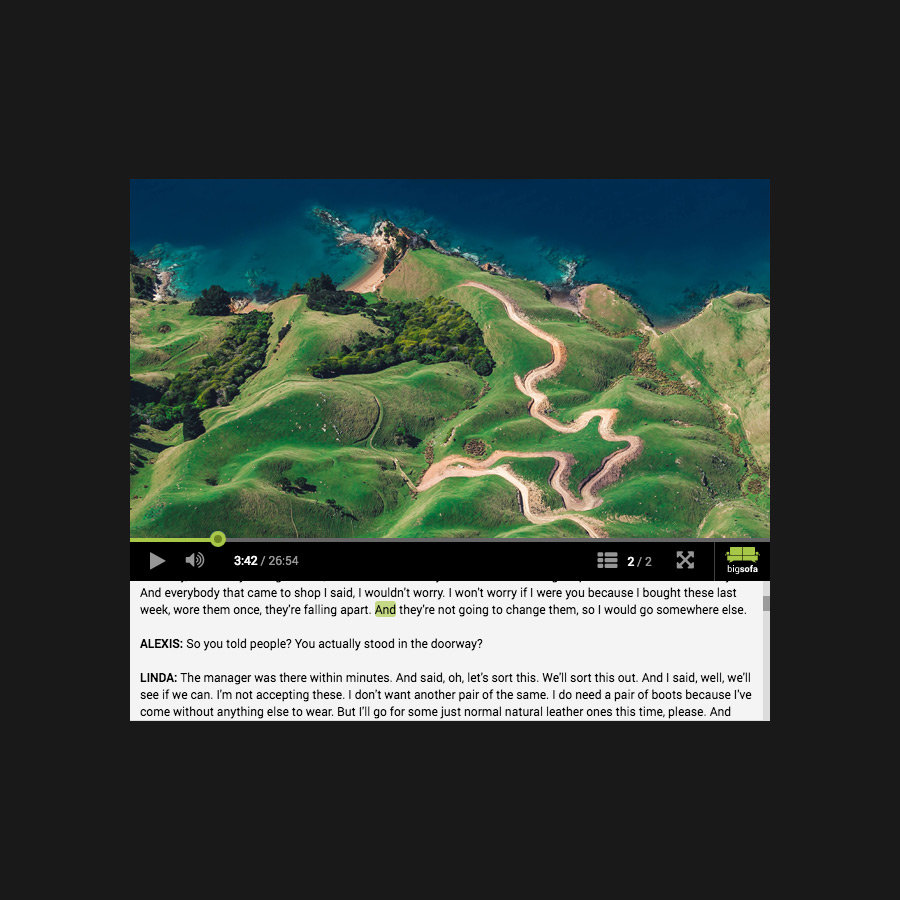 3:42 / 26:54
2 / 2
bigsofa
And everybody that came to shop I said, I wouldn't worry. I won't worry if I were you because I bought these last
week, wore them once, they're falling apart. And they're not going to change them, so I would go somewhere else.
ALEXIS: So you told people? You actually stood in the doorway?
LINDA: The manager was there within minutes. And said, oh, let's sort this. We'll sort this out. And I said, well, we'll
see if we can. I'm not accepting these. I don't want another pair of the same. I do need a pair of boots because I've
come without anything else to wear. But I'll go for some just normal natural leather ones this time, please. And